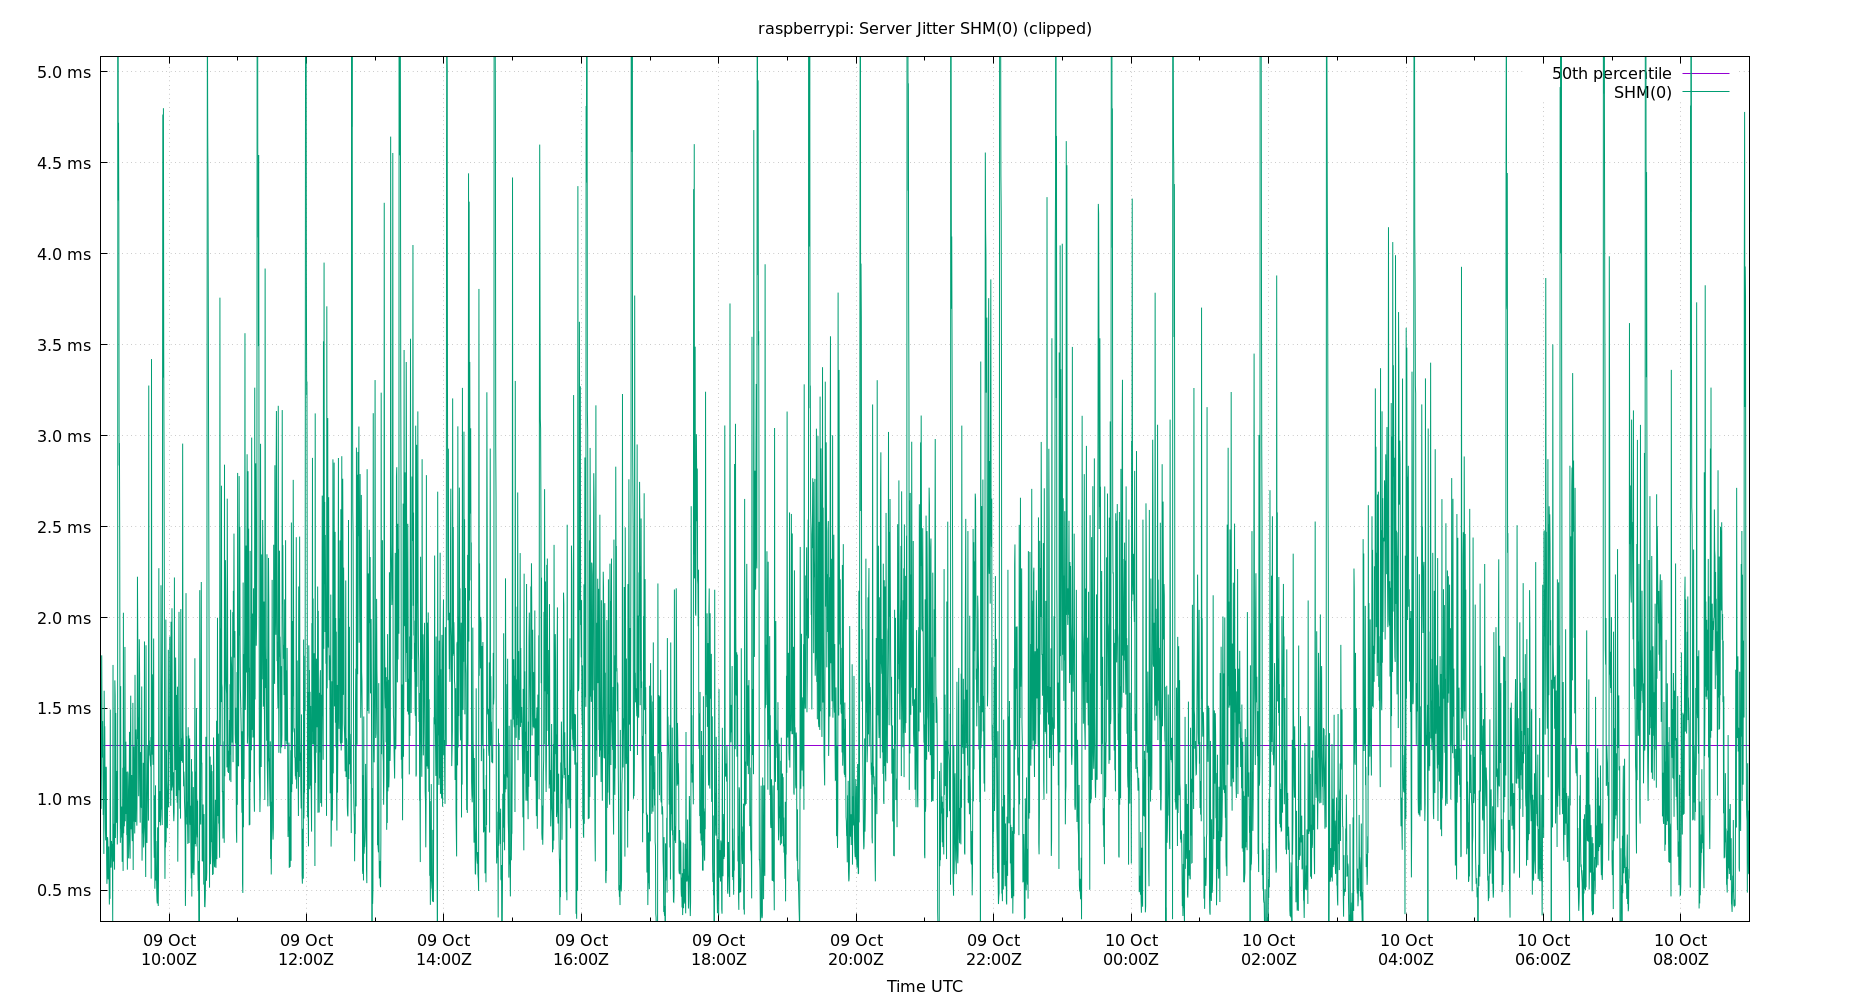 raspberrypi: Server Jitter SHM(0) (clipped)
5.0 ms
4.5 ms
4.0 ms
3.5 ms
3.0 ms
2.5 ms
2.0 ms
1.5 ms
1.0 ms
0.5 ms
50th percentile
SHM(0)
09 Oct
10:00Z
09 Oct
12:00Z
09 Oct
14:00Z
09 Oct
16:00Z
09 Oct
18:00Z
09 Oct
20:00Z
09 Oct
22:00Z
10 Oct
00:00Z
10 Oct
02:00Z
10 Oct
04:00Z
10 Oct
06:00Z
10 Oct
08:00Z
Time UTC